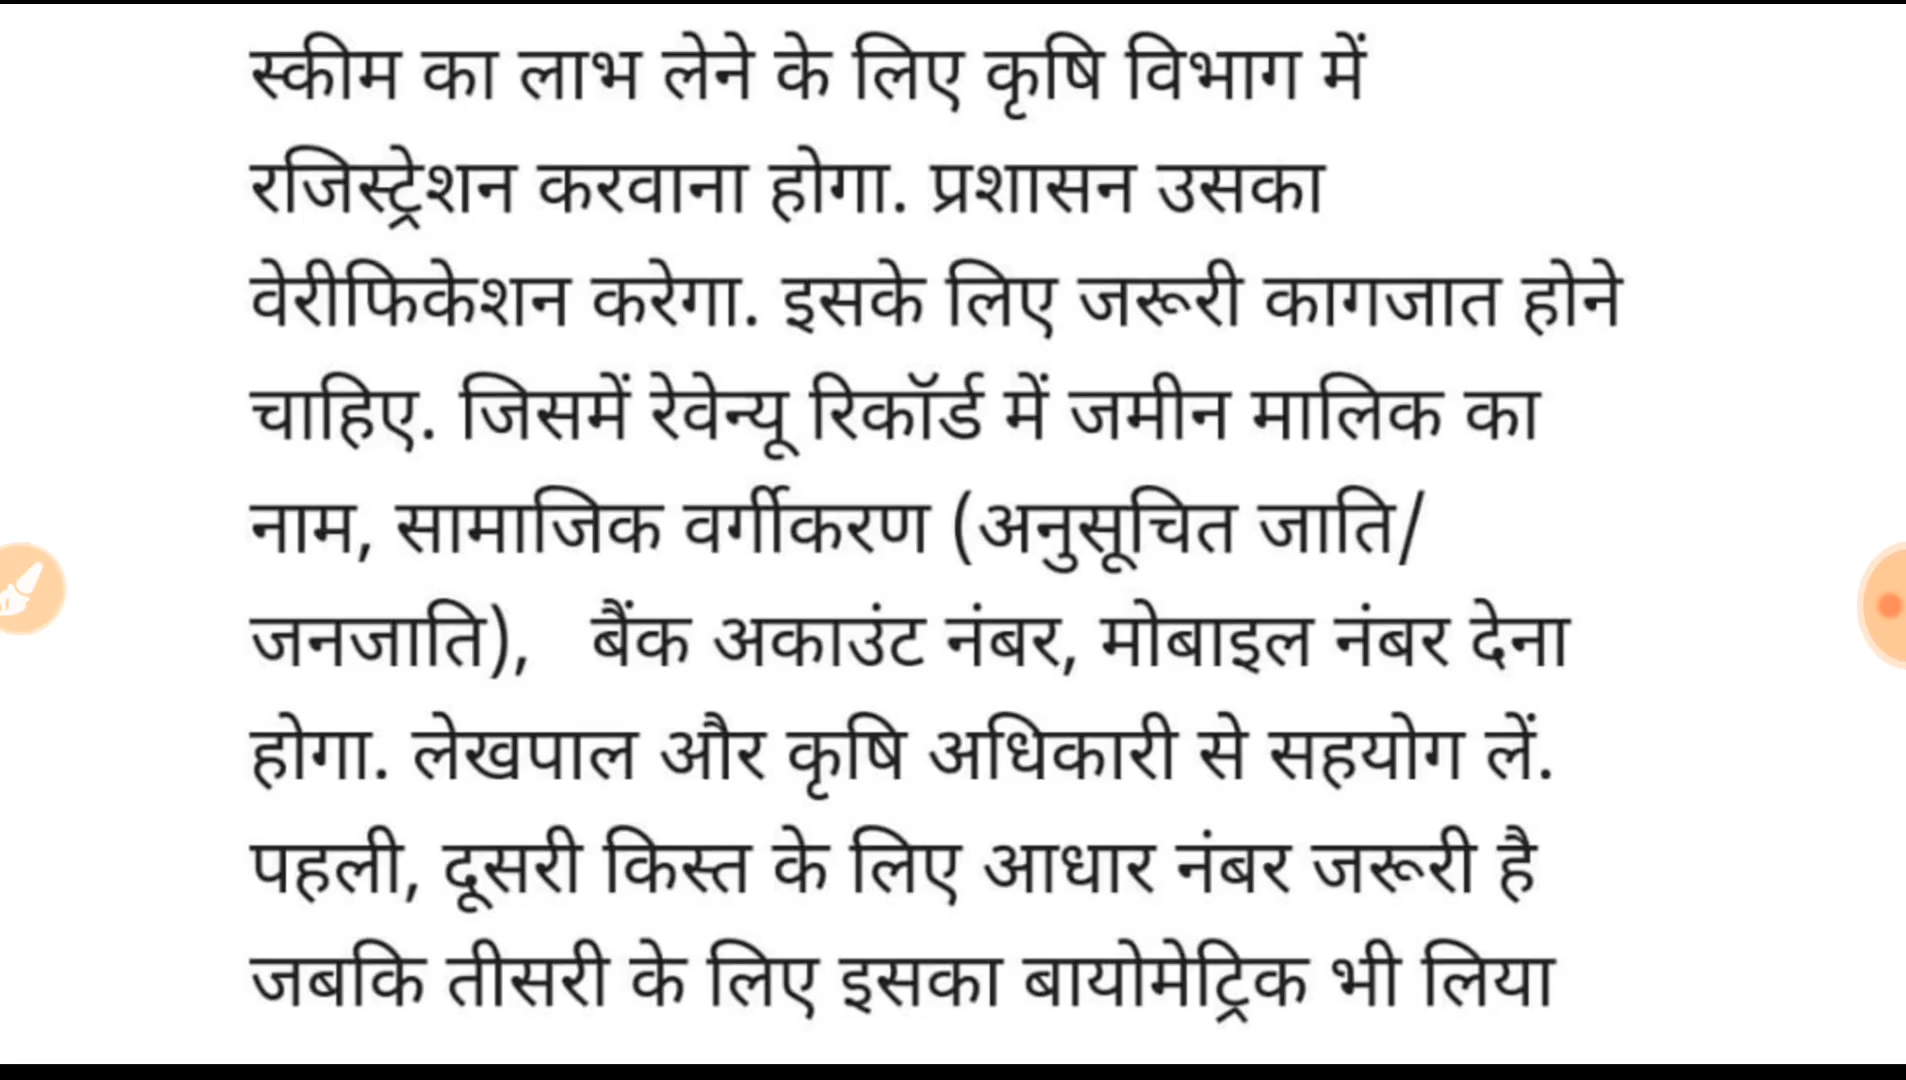 स्कीम का लाभ लेने के लिए कृषि विभाग में
रजिस्ट्रेशन करवाना होगा. प्रशासन उसका
वेरीफिकेशन करेगा. इसके लिए जरूरी कागजात होने
चाहिए. जिसमें रेवेन्यू रिकॉर्ड में जमीन मालिक का
नाम, सामाजिक वर्गीकरण (अनुसूचित जाति/
जनजाति),   बैंक अकाउंट नंबर, मोबाइल नंबर देना
होगा. लेखपाल और कृषि अधिकारी से सहयोग लें.
पहली, दूसरी किस्त के लिए आधार नंबर जरूरी है
जबकि तीसरी के लिए इसका बायोमेट्रिक भी लिया